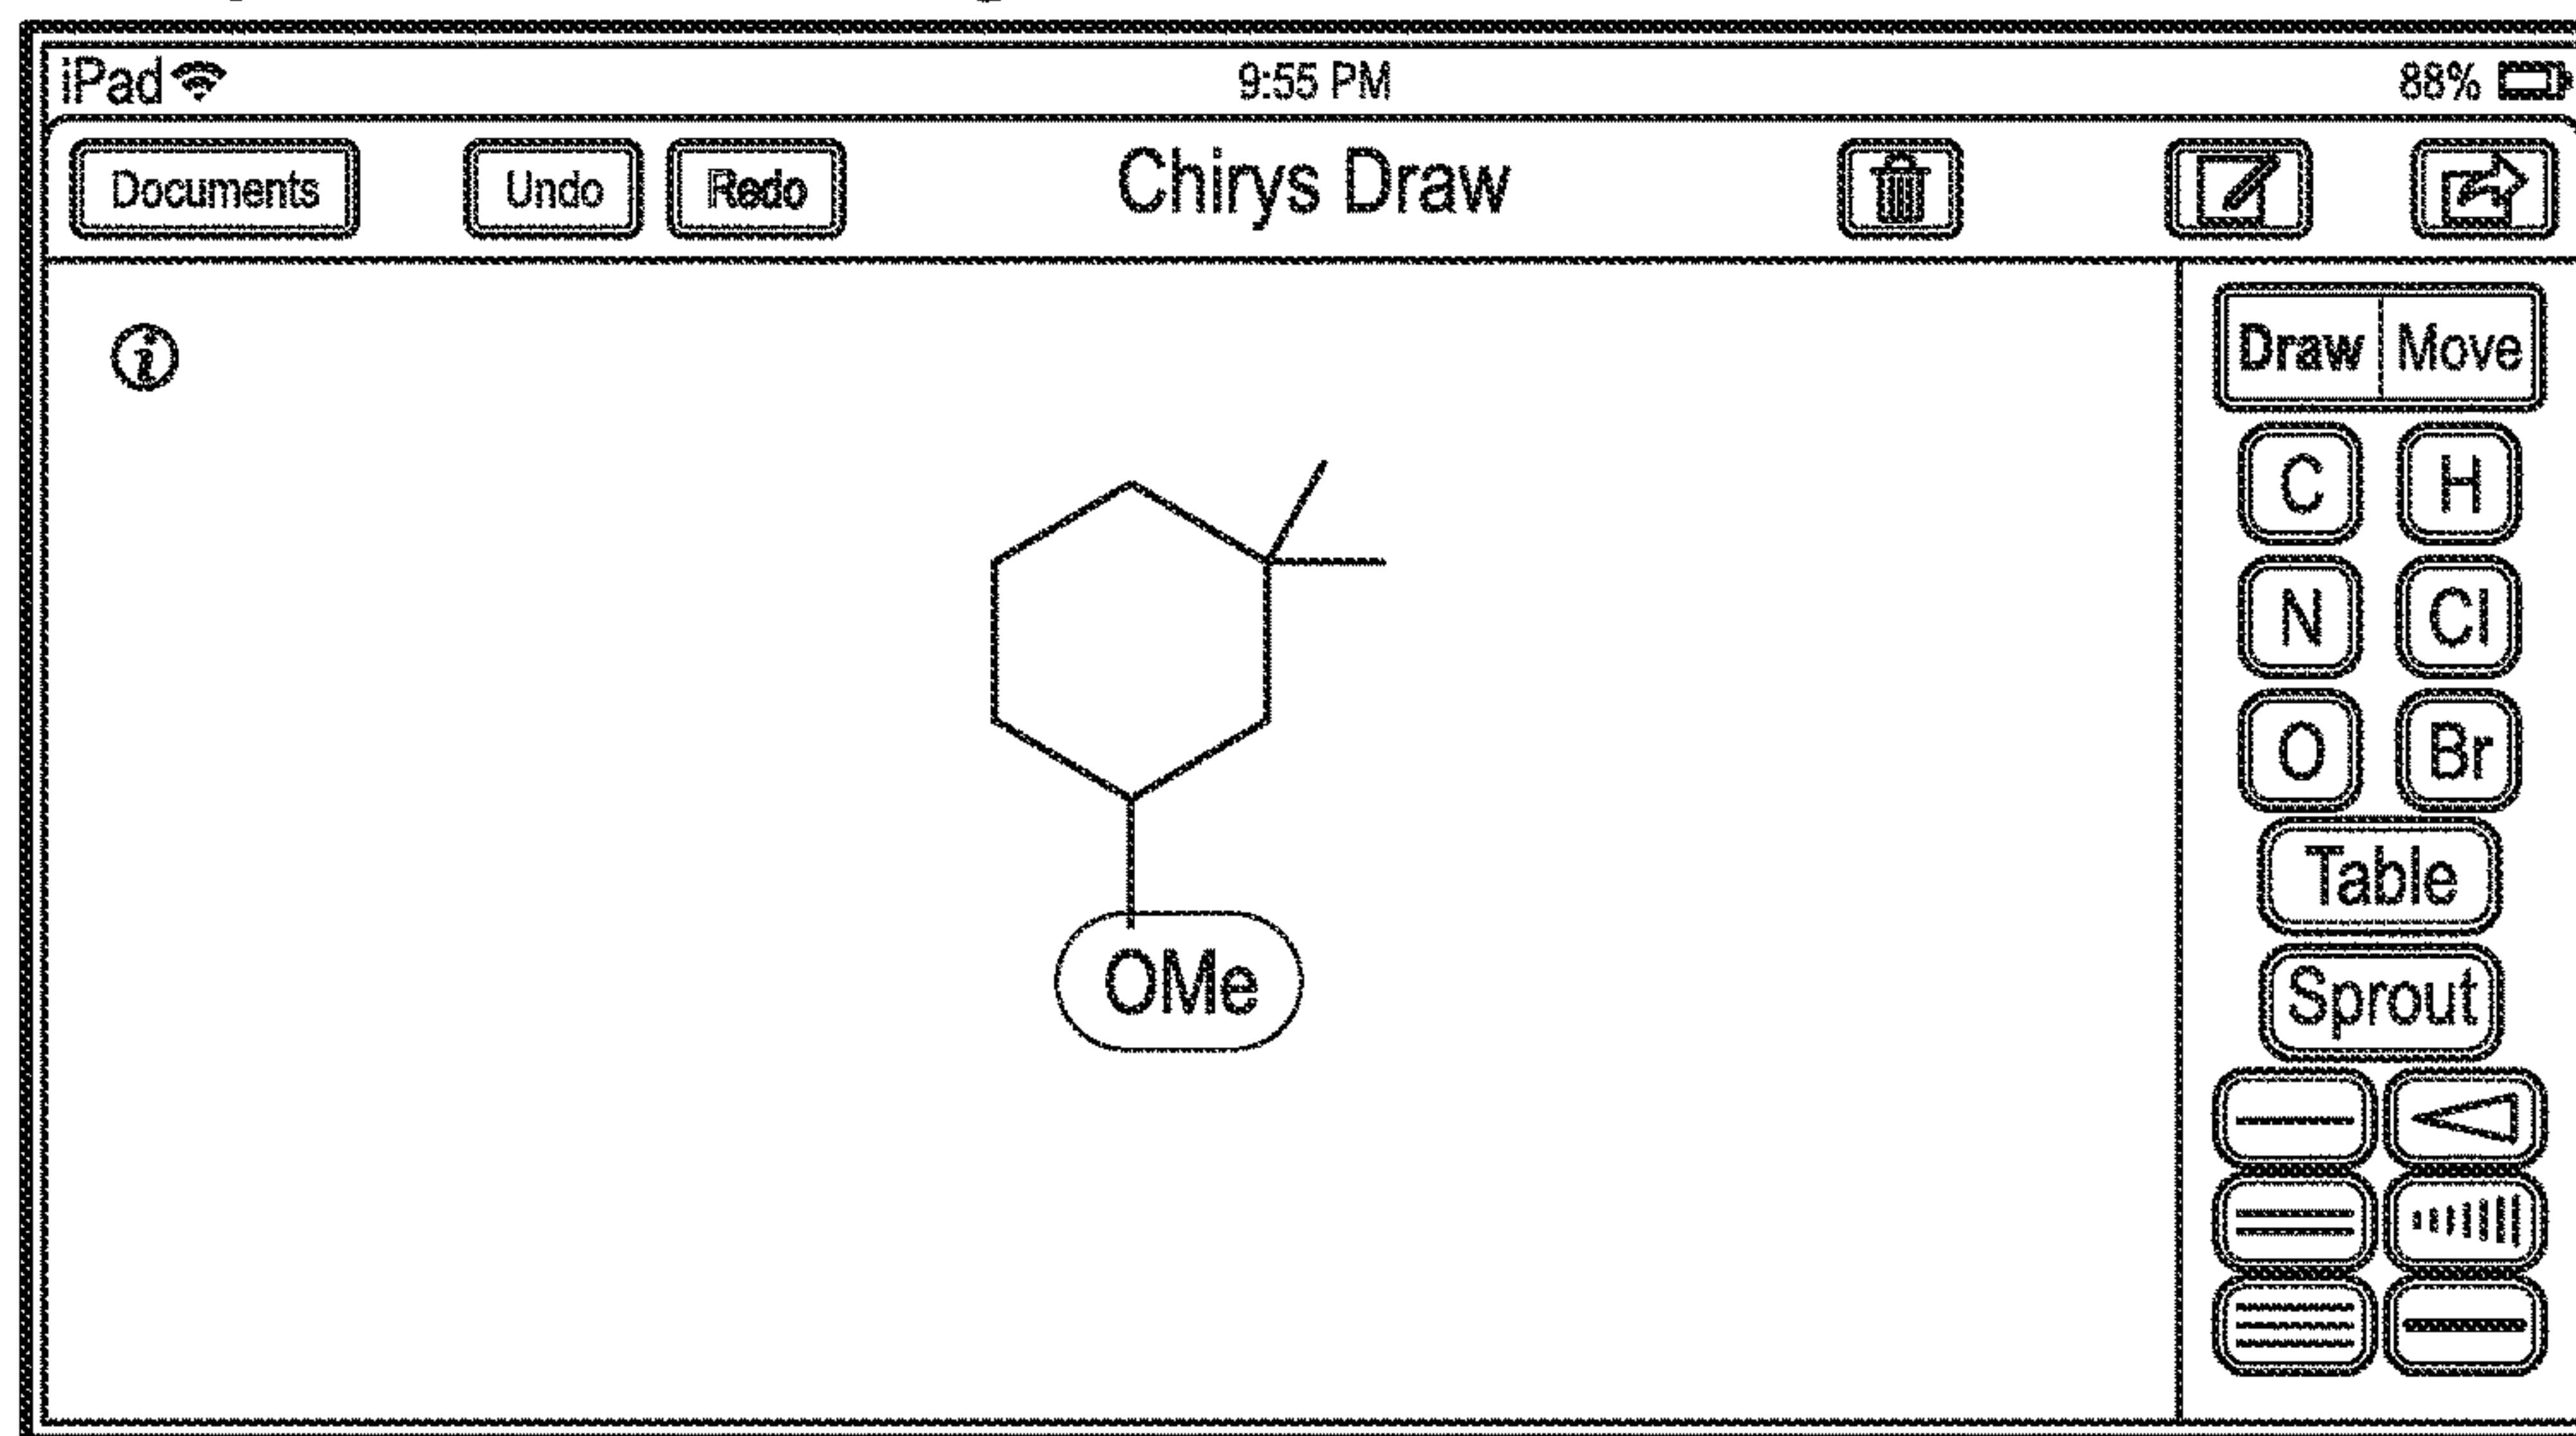 iPad 9:55 PM 88%
Documents Undo Redo Chirys Draw
i
Draw Move
C H
N Cl
O Br
Table
OMe
Sprout